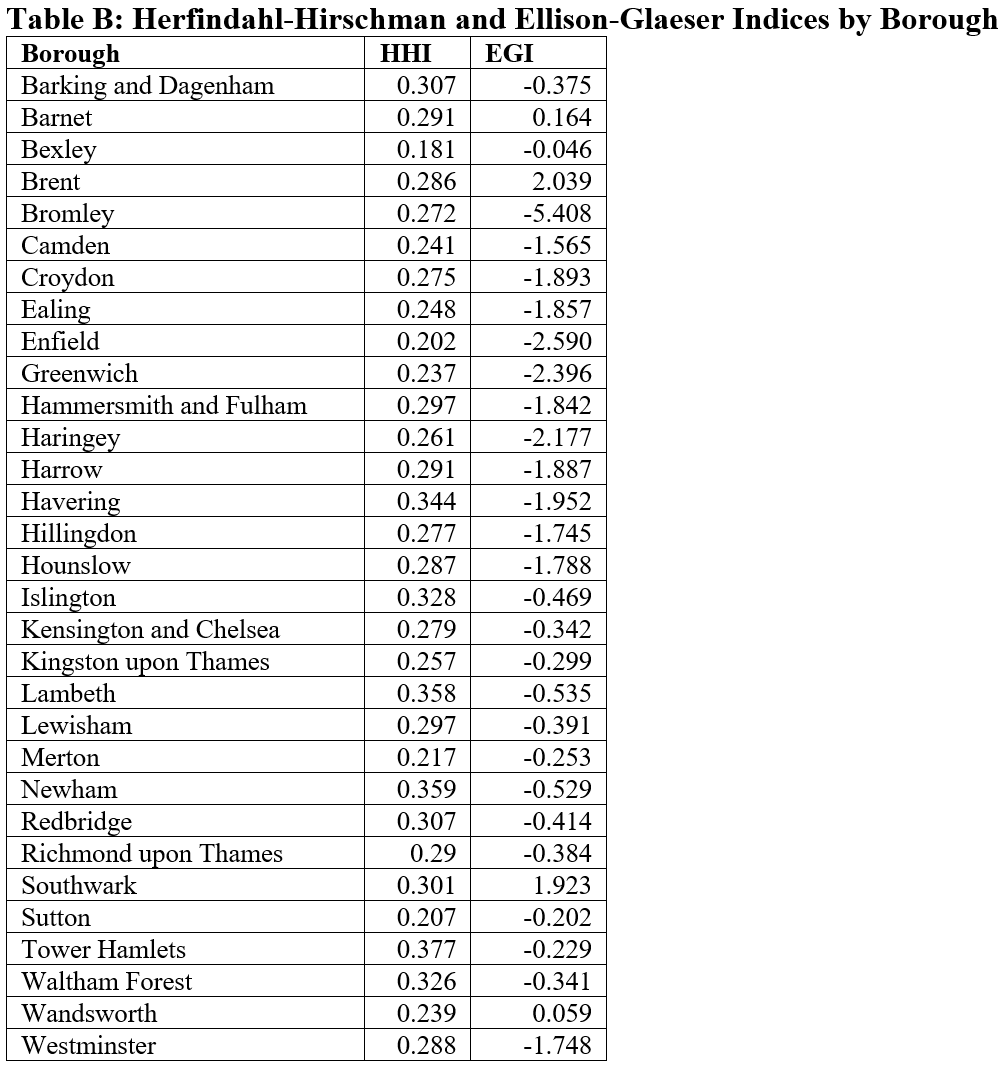 Table B: Herfindahl-Hirschman and Ellison-Glaeser Indices by Borough
Borough HHI EGI
Barking and Dagenham 0.307 -0.375
Barnet 0.291 0.164
Bexley 0.181 -0.046
Brent 0.286 2.039
Bromley 0.272 -5.408
Camden 0.241 -1.565
Croydon 0.275 -1.893
Ealing 0.248 -1.857
Enfield 0.202 -2.590
Greenwich 0.237 -2.396
Hammersmith and Fulham 0.297 -1.842
Haringey 0.261 -2.177
Harrow 0.291 -1.887
Havering 0.344 -1.952
Hillingdon 0.277 -1.745
Hounslow 0.287 -1.788
Islington 0.328 -0.469
Kensington and Chelsea 0.279 -0.342
Kingston upon Thames 0.257 -0.299
Lambeth 0.358 -0.535
Lewisham 0.297 -0.391
Merton 0.217 -0.253
Newham 0.359 -0.529
Redbridge 0.307 -0.414
Richmond upon Thames 0.29 -0.384
Southwark 0.301 1.923
Sutton 0.207 -0.202
Tower Hamlets 0.377 -0.229
Waltham Forest 0.326 -0.341
Wandsworth 0.239 0.059
Westminster 0.288 -1.748